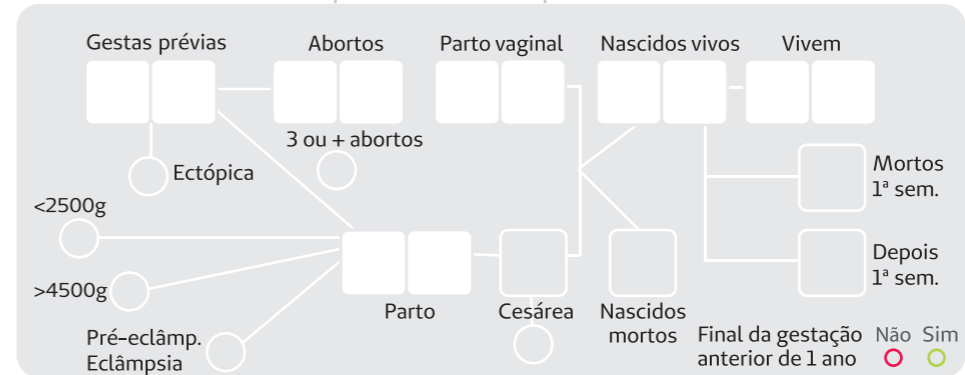 Gestas prévias
Abortos
Parto vaginal
Nascidos vivos
Vivem
3 ou + abortos
Ectópica
Mortos
1ª sem.
<2500g
>4500g
Depois
1ª sem.
Parto
Cesárea
Nascidos
mortos
Pré-eclâmp.
Eclâmpsia
Final da gestação
anterior de 1 ano
Não
Sim